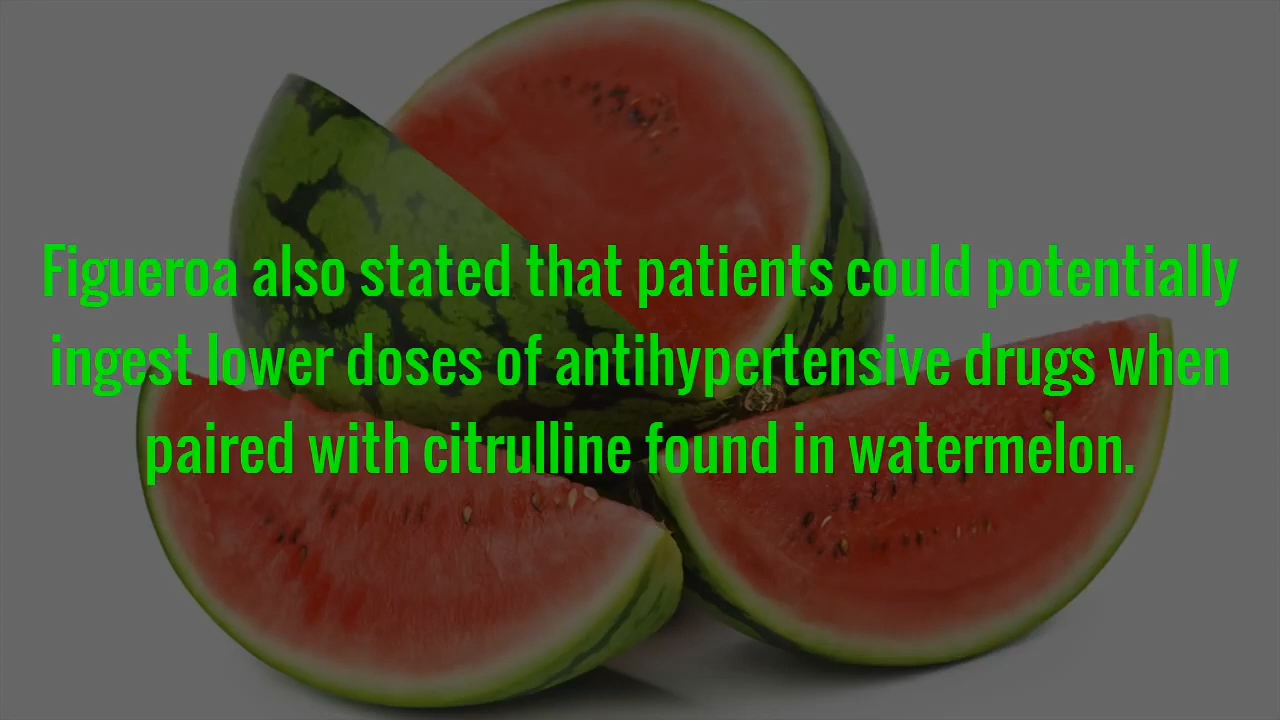 Figueroa also stated that patients could potentially
ingest lower doses of antihypertensive drugs when
paired with citrulline found in watermelon.